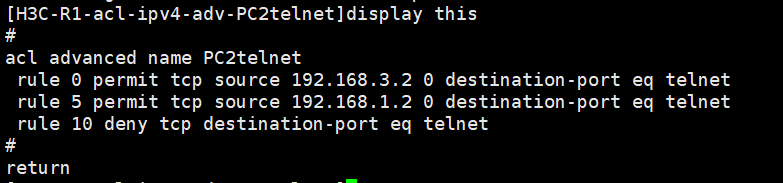 [H3C-R1-acl-ipv4-adv-PC2telnet]display this
#
acl advanced name PC2telnet
 rule 0 permit tcp source 192.168.3.2 0 destination-port eq telnet
 rule 5 permit tcp source 192.168.1.2 0 destination-port eq telnet
 rule 10 deny tcp destination-port eq telnet
#
return